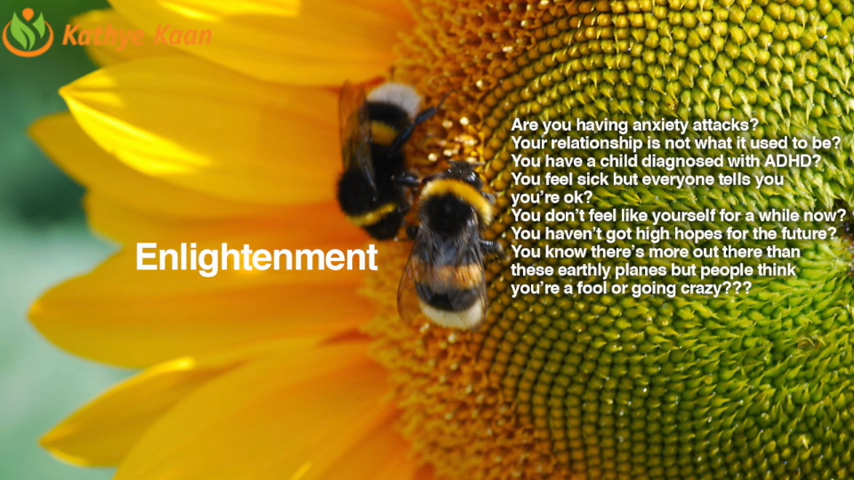 Kathye Kaan
Are you having anxiety attacks?
Your relationship is not what it used to be?
You have a child diagnosed with ADHD?
You feel sick but everyone tells you
you're ok?
You don't feel like yourself for a while now?
You haven't got high hopes for the future?
You know there's more out there than
these earthly planes but people think
you're a fool or going crazy???
Enlightenment